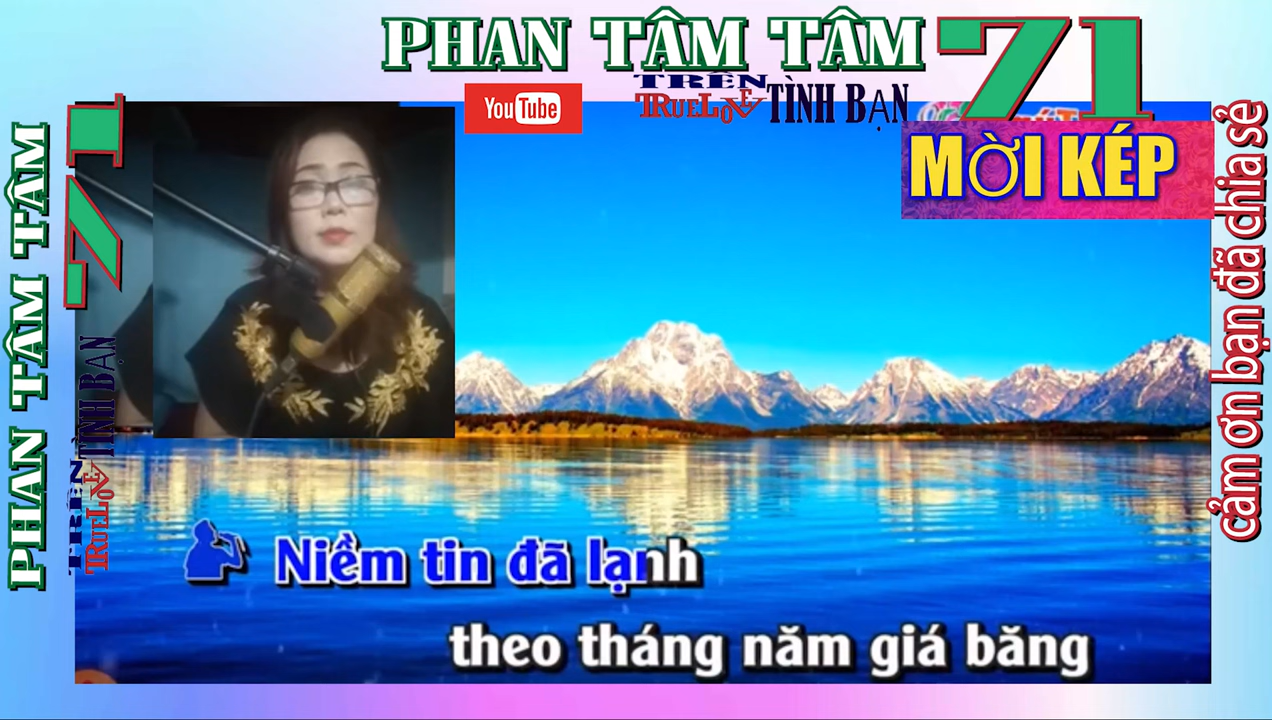 PHAN TÂM TÂM 71
YouTube
TRÊN
TRUELOVE TÌNH BẠN
MỜI KÉP
PHAN TÂM TÂM 71
TRÊN
TRUELOVE TÌNH BẠN
cảm ơn bạn đã chia sẻ
Niềm tin đã lạnh
theo tháng năm giá băng